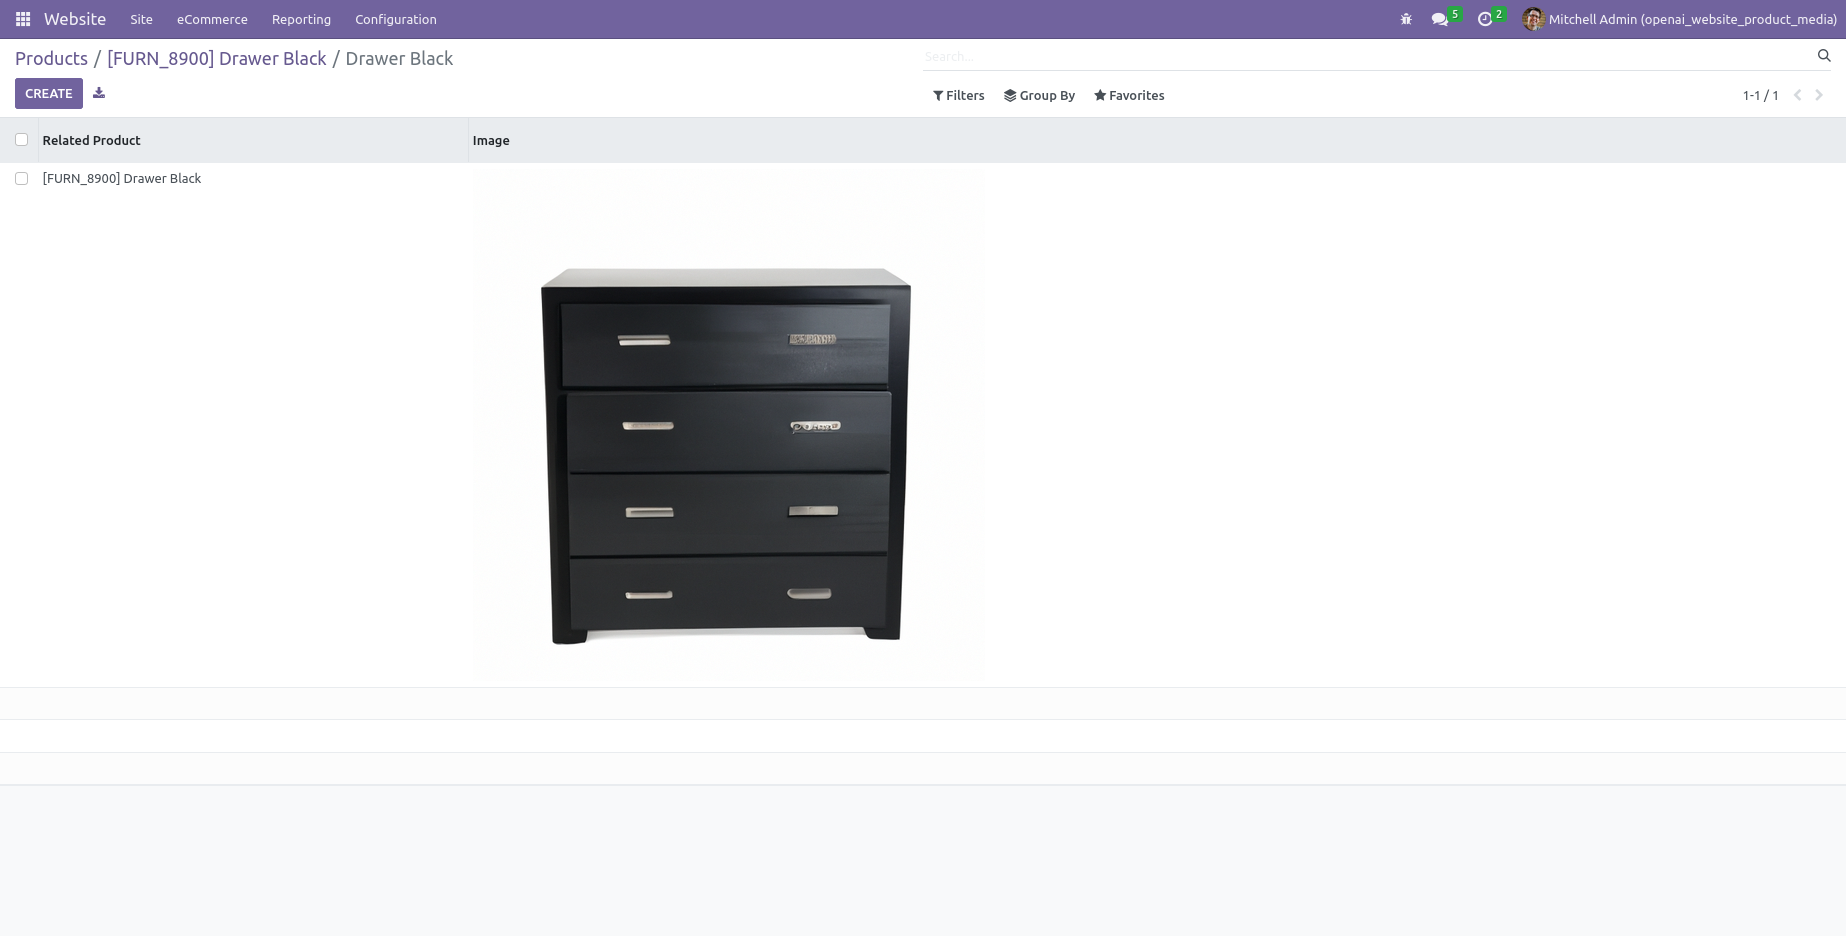 Website Site eCommerce Reporting Configuration 5 2 Mitchell Admin (openai_website_product_media)
Products / [FURN_8900] Drawer Black / Drawer Black
Search...
CREATE
Filters Group By Favorites 1-1 / 1
Related Product Image
[FURN_8900] Drawer Black